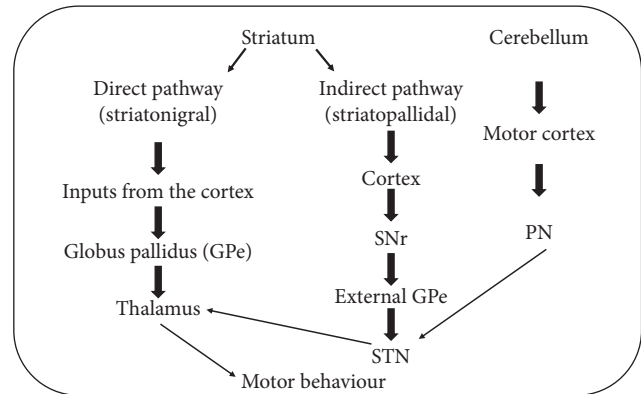 Striatum
Cerebellum
Direct pathway
(striatonigral)
Indirect pathway
(striatopallidal)
Motor cortex
Inputs from the cortex
Cortex
Globus pallidus (GPe)
SNr
PN
Thalamus
External GPe
STN
Motor behaviour